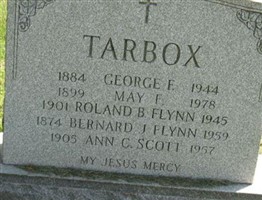 TARBOX
1884 GEORGE E. 1944
1899 MAY F. 1978
1901 ROLAND B FLYNN 1945
1874 BERNARD J FLYNN 1959
1905 ANN C. SCOTT 1957
MY JESUS MERCY